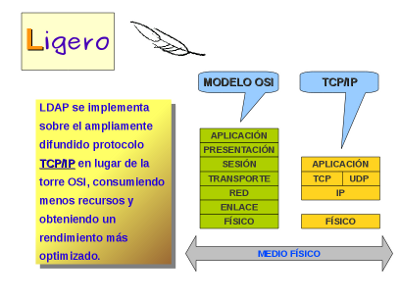 Ligero
LDAP se implementa
sobre el ampliamente
difundido protocolo
TCP/IP en lugar de la
torre OSI, consumiendo
menos recursos y
obteniendo un
rendimiento más
optimizado.
MODELO OSI
APLICACIÓN
PRESENTACIÓN
SESIÓN
TRANSPORTE
RED
ENLACE
FÍSICO
TCP/IP
APLICACIÓN
TCP UDP
IP
FÍSICO
MEDIO FÍSICO